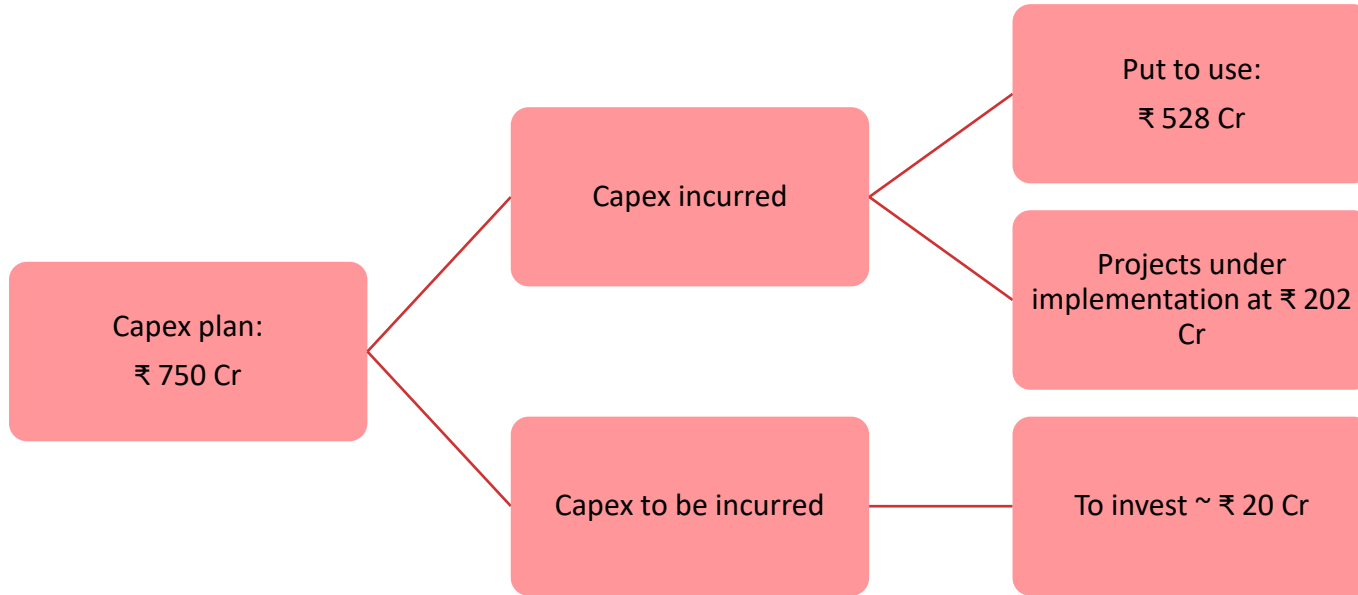 Capex plan:
₹ 750 Cr
Capex incurred
Put to use:
₹ 528 Cr
Projects under
implementation at ₹ 202
Cr
Capex to be incurred
To invest ~ ₹ 20 Cr